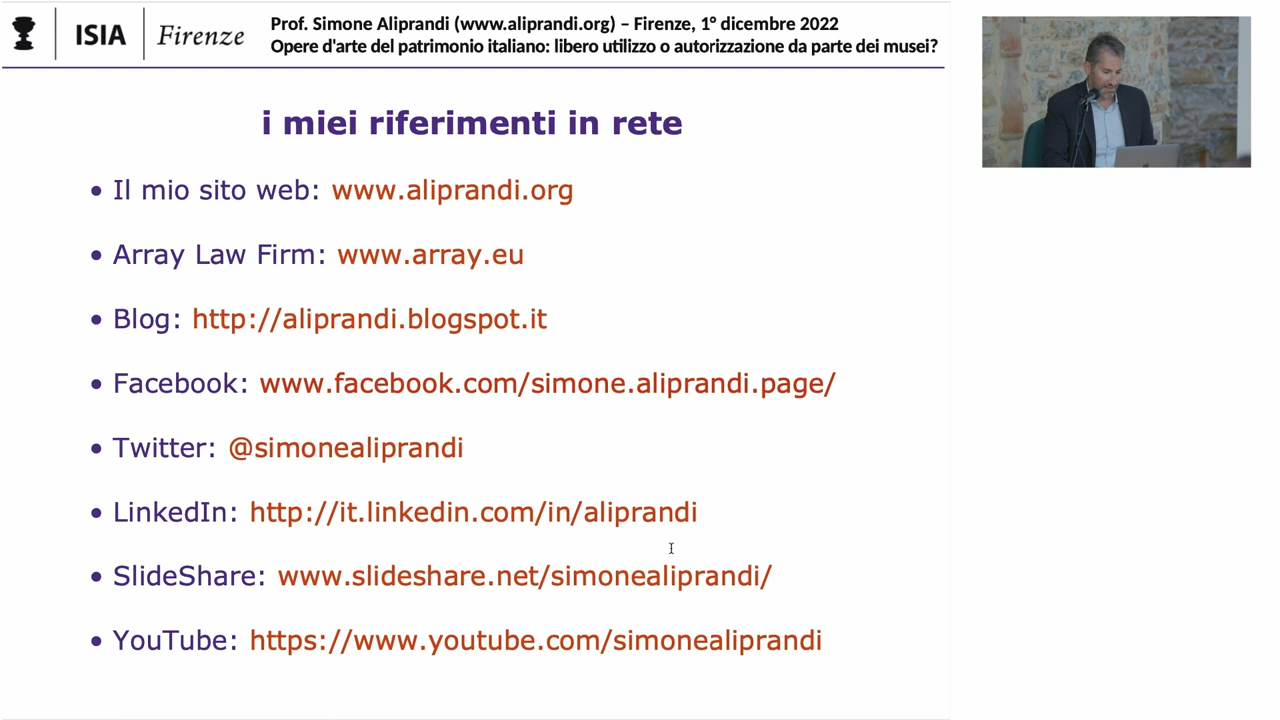 ISIA Firenze
Prof. Simone Aliprandi (www.aliprandi.org) – Firenze, 1° dicembre 2022
Opere d'arte del patrimonio italiano: libero utilizzo o autorizzazione da parte dei musei?
i miei riferimenti in rete
• Il mio sito web: www.aliprandi.org
• Array Law Firm: www.array.eu
• Blog: http://aliprandi.blogspot.it
• Facebook: www.facebook.com/simone.aliprandi.page/
• Twitter: @simonealiprandi
• LinkedIn: http://it.linkedin.com/in/aliprandi
• SlideShare: www.slideshare.net/simonealiprandi/
• YouTube: https://www.youtube.com/simonealiprandi